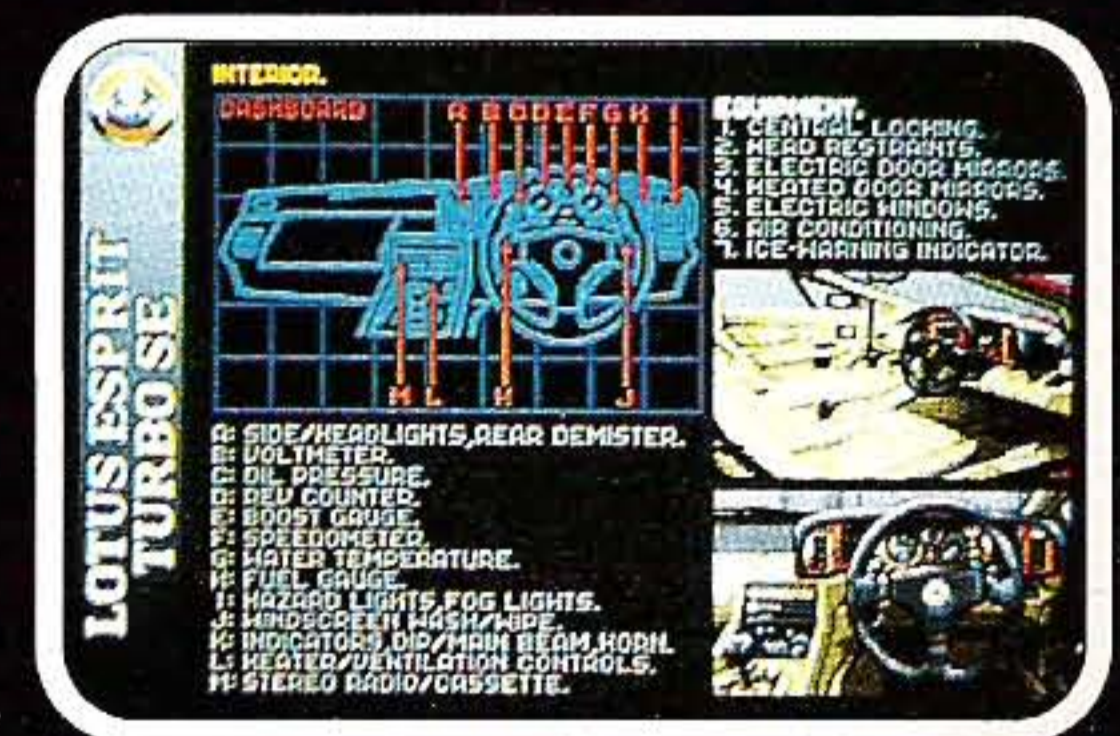 LOTUS ESPRIT
TURBO SE
INTERIOR.
DASHBOARD A B C D E F G H I
M L K J
A: SIDE/HEADLIGHTS,REAR DEMISTER.
B: VOLTMETER.
C: OIL PRESSURE.
D: REV COUNTER.
E: BOOST GAUGE.
F: SPEEDOMETER.
G: WATER TEMPERATURE.
H: FUEL GAUGE.
I: HAZARD LIGHTS,FOG LIGHTS.
J: WINDSCREEN WASH/WIPE.
K: INDICATORS,DIP/MAIN BEAM,HORN.
L: HEATER/VENTILATION CONTROLS.
M: STEREO RADIO/CASSETTE.
EQUIPMENT.
1. CENTRAL LOCKING.
2. HEAD RESTRAINTS.
3. ELECTRIC DOOR MIRRORS.
4. HEATED DOOR MIRRORS.
5. ELECTRIC WINDOWS.
6. AIR CONDITIONING.
7. ICE-WARNING INDICATOR.